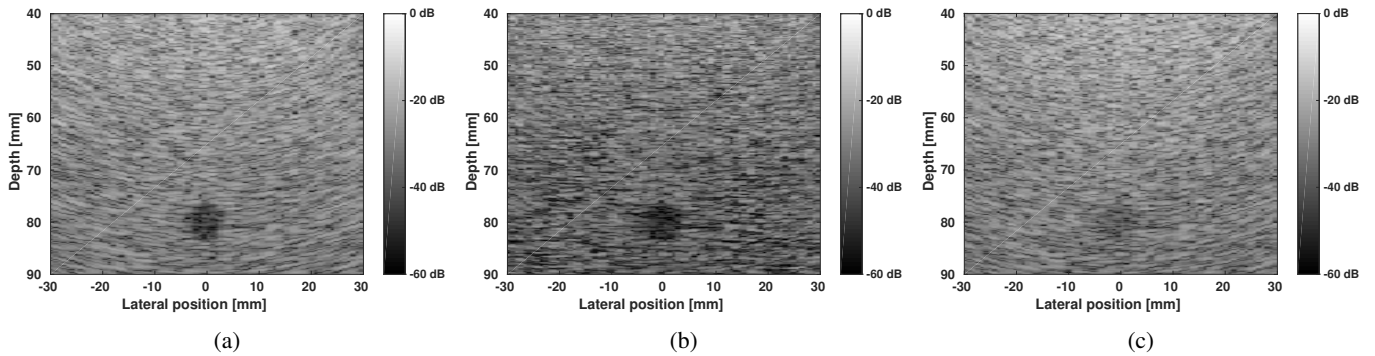 40
50
60
70
80
90
Depth [mm]
-30 -20 -10 0 10 20 30
Lateral position [mm]
0 dB
-20 dB
-40 dB
-60 dB
(a)
40
50
60
70
80
90
Depth [mm]
-30 -20 -10 0 10 20 30
Lateral position [mm]
0 dB
-20 dB
-40 dB
-60 dB
(b)
40
50
60
70
80
90
Depth [mm]
-30 -20 -10 0 10 20 30
Lateral position [mm]
0 dB
-20 dB
-40 dB
-60 dB
(c)